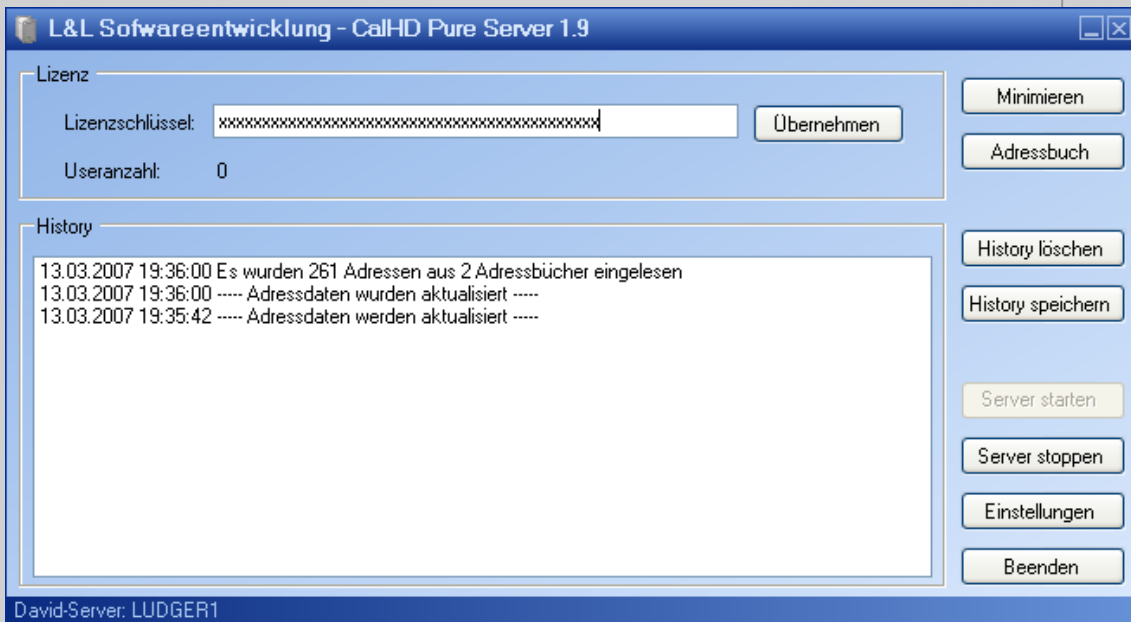 L&L Sofwareentwicklung - CalHD Pure Server 1.9
Lizenz
Lizenzschlüssel: xxxxxxxxxxxxxxxxxxxxxxxxxxxxxxxxxxxxxxxxxxxx Übernehmen
Useranzahl: 0
Minimieren
Adressbuch
History
13.03.2007 19:36:00 Es wurden 261 Adressen aus 2 Adressbücher eingelesen
13.03.2007 19:36:00 ----- Adressdaten wurden aktualisiert -----
13.03.2007 19:35:42 ----- Adressdaten werden aktualisiert -----
History löschen
History speichern
Server starten
Server stoppen
Einstellungen
Beenden
David-Server: LUDGER1